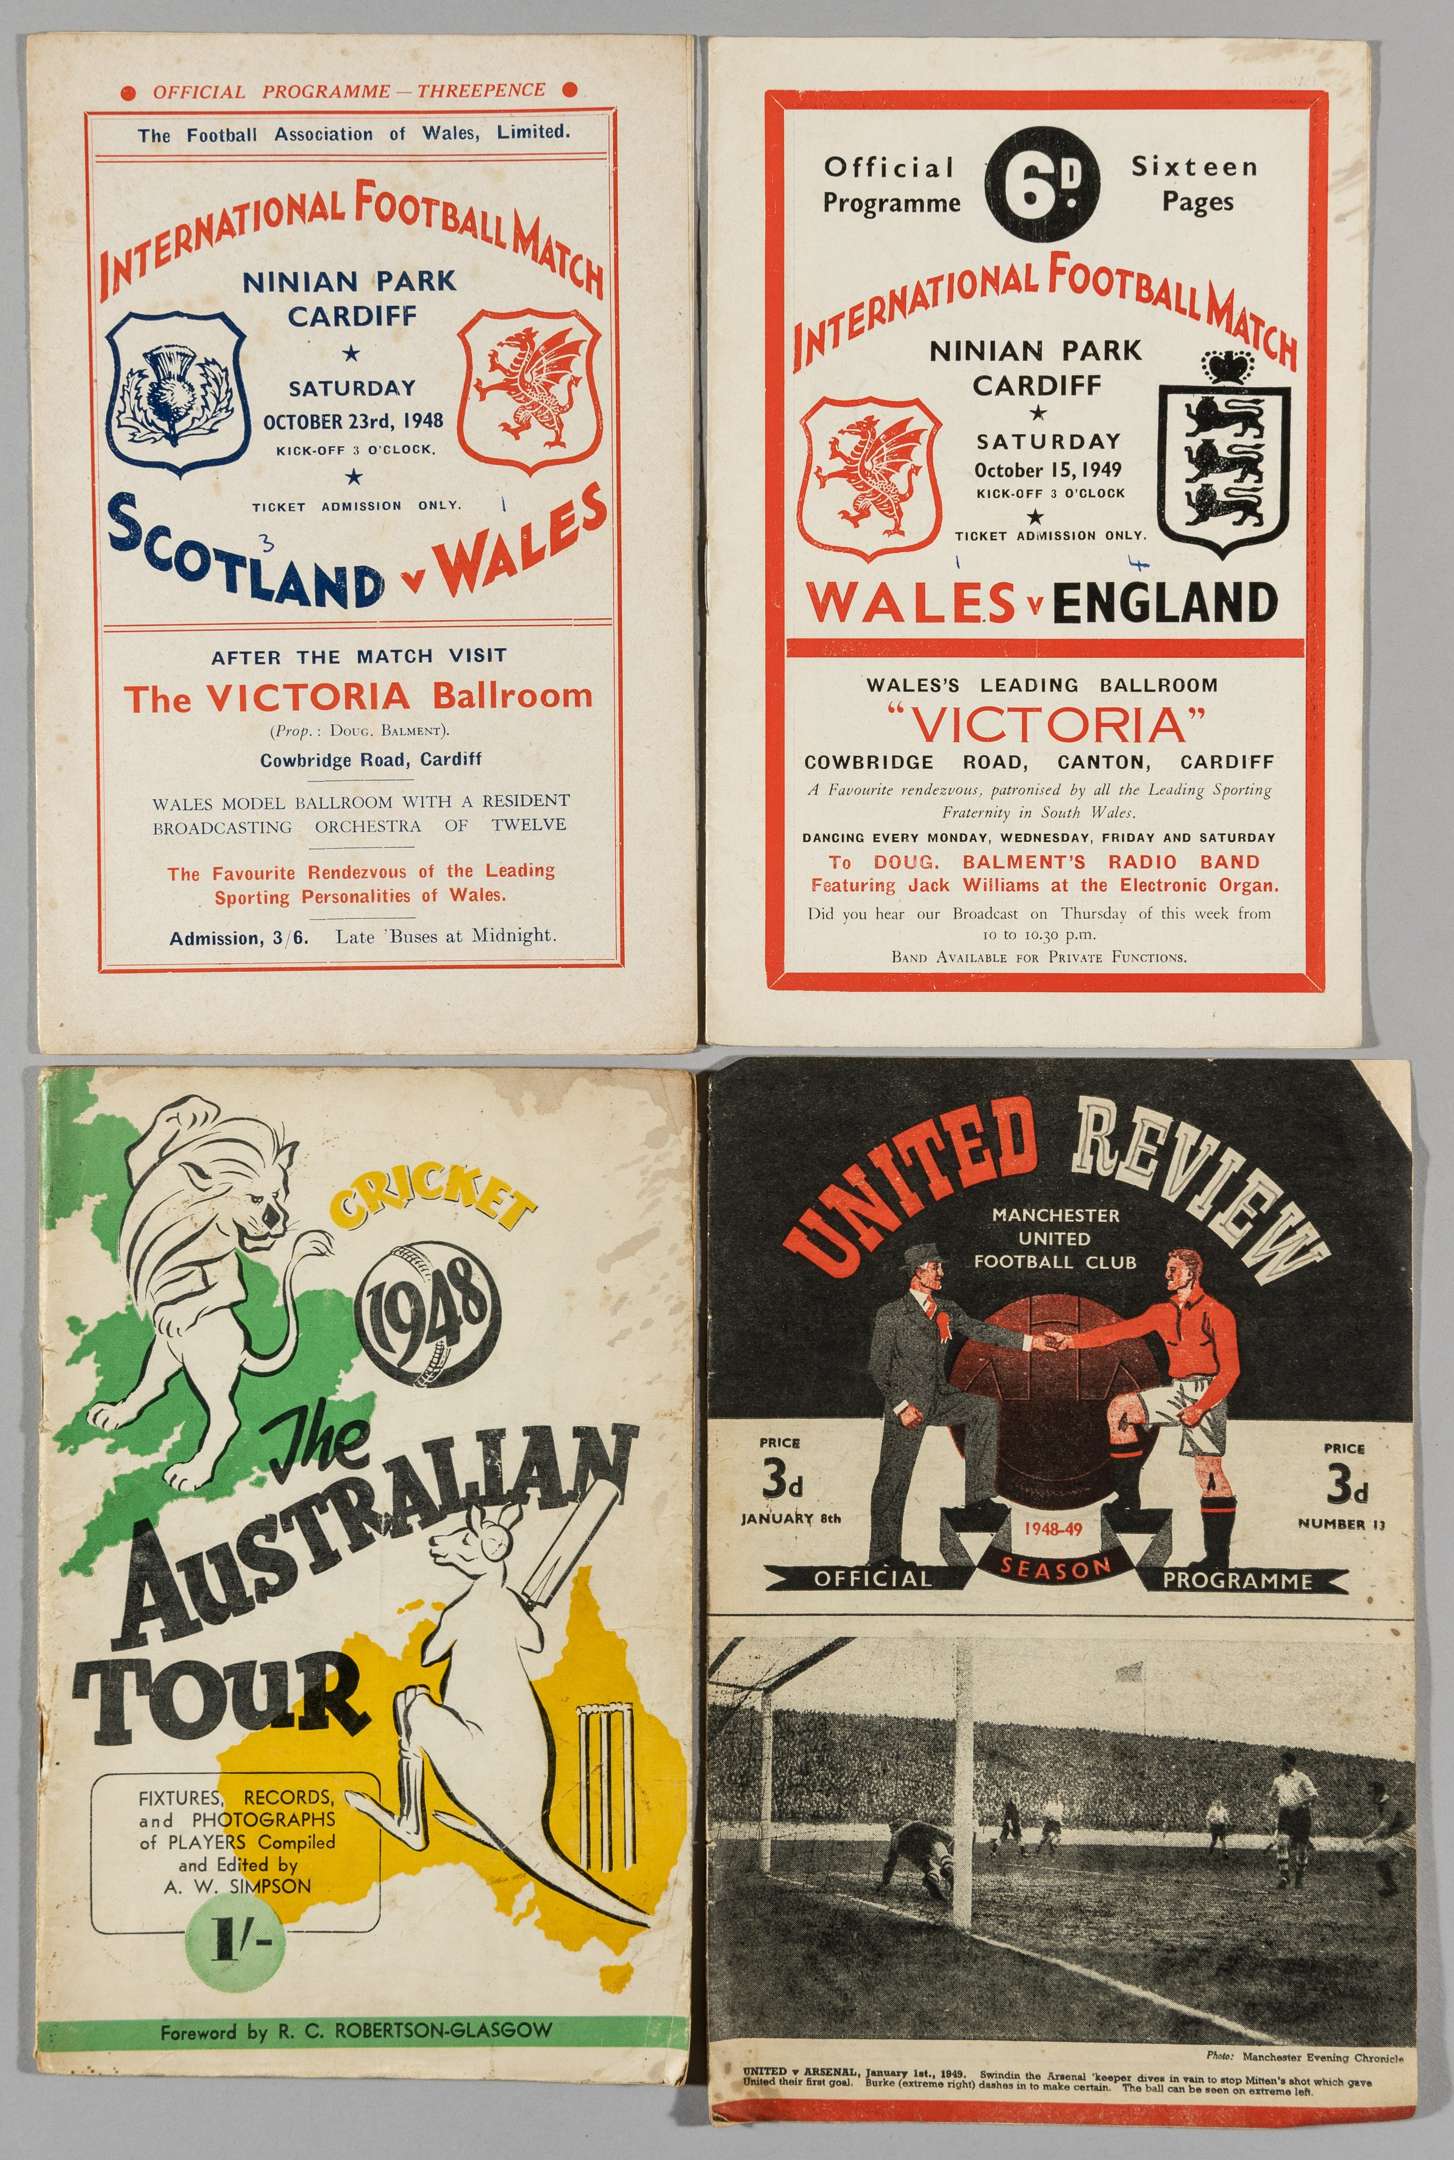 OFFICIAL PROGRAMME — THREEPENCE
The Football Association of Wales, Limited.
INTERNATIONAL FOOTBALL MATCH
NINIAN PARK
CARDIFF
SATURDAY
OCTOBER 23rd, 1948
KICK-OFF 3 O'CLOCK.
TICKET ADMISSION ONLY.
3 1
SCOTLAND v WALES
AFTER THE MATCH VISIT
The VICTORIA Ballroom
(Prop.: DOUG. BALMENT).
Cowbridge Road, Cardiff
WALES MODEL BALLROOM WITH A RESIDENT
BROADCASTING ORCHESTRA OF TWELVE
The Favourite Rendezvous of the Leading
Sporting Personalities of Wales.
Admission, 3/6. Late 'Buses at Midnight.
Official Programme
6D.
Sixteen Pages
INTERNATIONAL FOOTBALL MATCH
NINIAN PARK
CARDIFF
SATURDAY
October 15, 1949
KICK-OFF 3 O'CLOCK
TICKET ADMISSION ONLY.
1 4
WALES v ENGLAND
WALES'S LEADING BALLROOM
"VICTORIA"
COWBRIDGE ROAD, CANTON, CARDIFF
A Favourite rendezvous, patronised by all the Leading Sporting
Fraternity in South Wales.
DANCING EVERY MONDAY, WEDNESDAY, FRIDAY AND SATURDAY
To DOUG. BALMENT'S RADIO BAND
Featuring Jack Williams at the Electronic Organ.
Did you hear our Broadcast on Thursday of this week from
10 to 10.30 p.m.
BAND AVAILABLE FOR PRIVATE FUNCTIONS.
CRICKET
1948
The
AUSTRALIAN
TOUR
FIXTURES, RECORDS,
and PHOTOGRAPHS
of PLAYERS Compiled
and Edited by
A. W. SIMPSON
1/-
Foreword by R. C. ROBERTSON-GLASGOW
UNITED REVIEW
MANCHESTER
UNITED
FOOTBALL CLUB
PRICE
3d
JANUARY 8th
PRICE
3d
NUMBER 13
1948-49
SEASON
OFFICIAL PROGRAMME
Photo: Manchester Evening Chronicle
UNITED v ARSENAL, January 1st., 1949. Swindin the Arsenal 'keeper dives in vain to stop Mitten's shot which gave
United their first goal. Burke (extreme right) dashes in to make certain. The ball can be seen on extreme left.